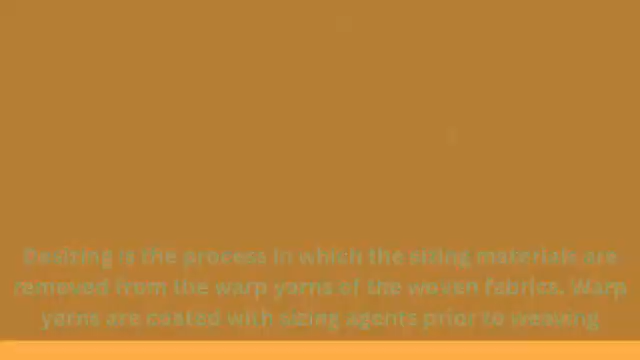 Desizing is the process in which the sizing materials are
removed from the warp yarns of the woven fabrics. Warp
yarns are coated with sizing agents prior to weaving